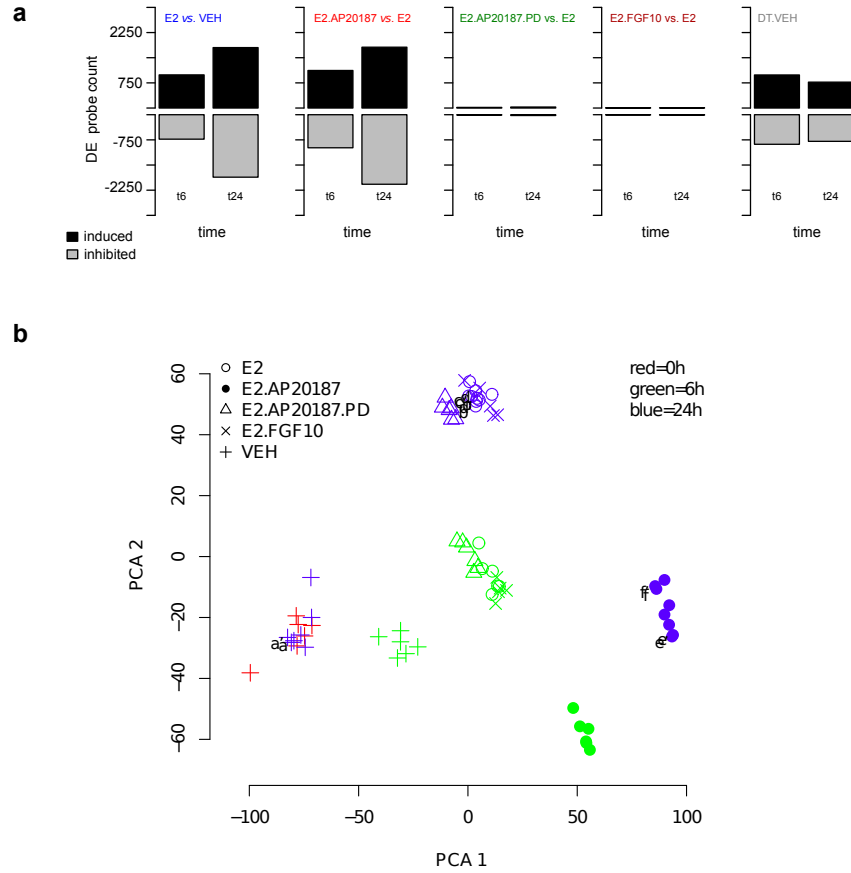 a
E2 vs. VEH
E2.AP20187 vs. E2
E2.AP20187.PD vs. E2
E2.FGF10 vs. E2
DT.VEH
DE probe count
2250
750
-750
-2250
t6 t24
t6 t24
t6 t24
t6 t24
t6 t24
time
time
time
time
time
induced
inhibited
b
E2
E2.AP20187
E2.AP20187.PD
E2.FGF10
VEH
red=0h
green=6h
blue=24h
PCA 2
60
40
20
0
−20
−40
−60
−100
−50
0
50
100
PCA 1